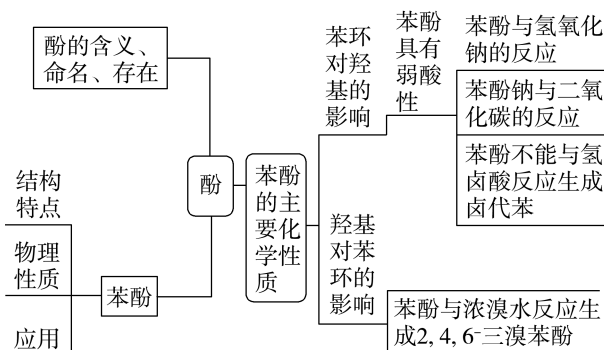 酚的含义、
命名、存在
结构
特点
物理
性质
应用
苯酚
酚
苯酚
的主
要化
学性
质
苯环
对羟
基的
影响
苯酚
具有
弱酸
性
苯酚与氢氧化
钠的反应
苯酚钠与二氧
化碳的反应
苯酚不能与氢
卤酸反应生成
卤代苯
羟基
对苯
环的
影响
苯酚与浓溴水反应生
成2, 4, 6-三溴苯酚